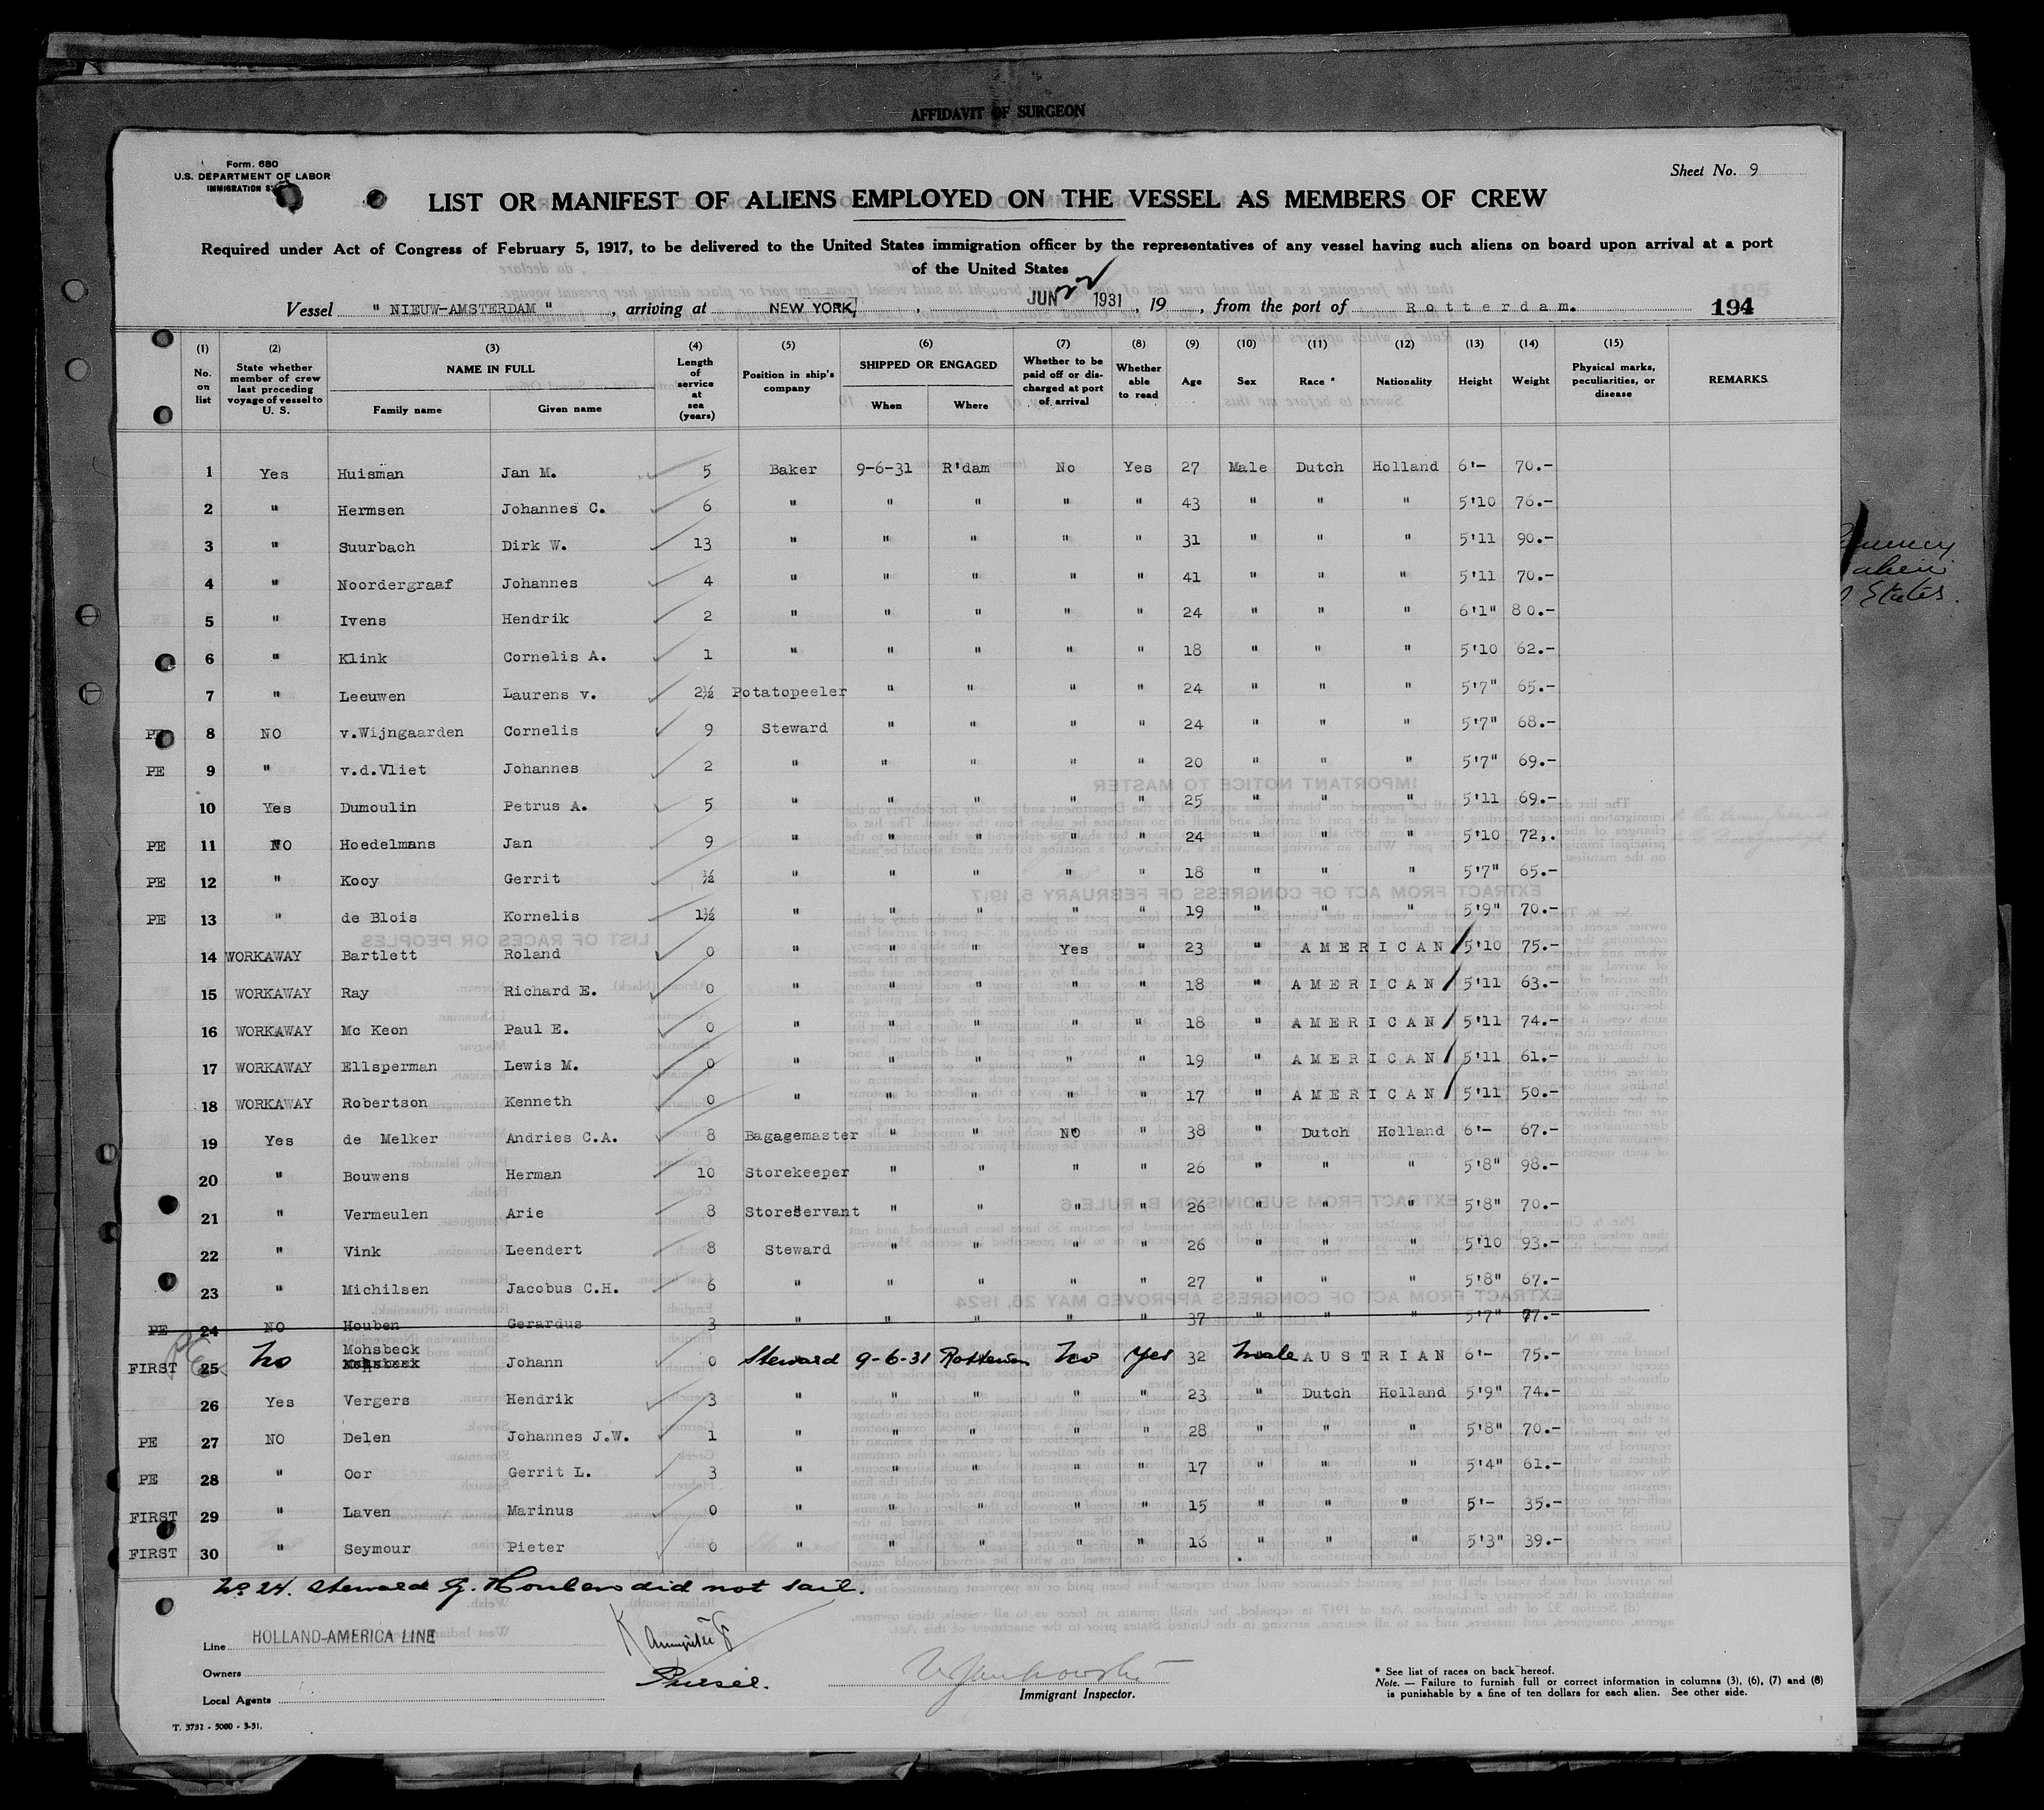 AFFIDAVIT OF SURGEON
Form. 680
U.S. DEPARTMENT OF LABOR
IMMIGRATION
Sheet No. 9
LIST OR MANIFEST OF ALIENS EMPLOYED ON THE VESSEL AS MEMBERS OF CREW
Required under Act of Congress of February 5, 1917, to be delivered to the United States immigration officer by the representatives of any vessel having such aliens on board upon arrival at a port
of the United States
Vessel " NIEUW-AMSTERDAM " , arriving at NEW YORK, , JUN 22 1931 , 19 , from the port of Rotterdam. 194
(1) No. on list (2) State whether member of crew last preceding voyage of vessel to U. S. (3) NAME IN FULL Family name Given name (4) Length of service at sea (years) (5) Position in ship's company (6) SHIPPED OR ENGAGED When Where (7) Whether to be paid off or discharged at port of arrival (8) Whether able to read (9) Age (10) Sex (11) Race * (12) Nationality (13) Height (14) Weight (15) Physical marks, peculiarities, or disease REMARKS
1 Yes Huisman Jan M. 5 Baker 9-6-31 R'dam No Yes 27 Male Dutch Holland 6'- 70.-
2 " Hermsen Johannes C. 6 " " " " " 43 " " " 5'10 76.-
3 " Suurbach Dirk W. 13 " " " " " 31 " " " 5'11 90.-
4 " Noordergraaf Johannes 4 " " " " " 41 " " " 5'11 70.-
5 " Ivens Hendrik 2 " " " " " 24 " " " 6'1" 80.-
6 " Klink Cornelis A. 1 " " " " " 18 " " " 5'10 62.-
7 " Leeuwen Laurens v. 2½ Potatopeeler " " " " 24 " " " 5'7" 65.-
PE 8 NO v.Wijngaarden Cornelis 9 Steward " " " " 24 " " " 5'7" 68.-
PE 9 " v.d.Vliet Johannes 2 " " " " " 20 " " " 5'7" 69.-
10 Yes Dumoulin Petrus A. 5 " " " " " 25 " " " 5'11 69.-
PE 11 NO Hoedelmans Jan 9 " " " " " 24 " " " 5'10 72,.
PE 12 " Kooy Gerrit ½ " " " " " 18 " " " 5'7" 65.-
PE 13 " de Blois Kornelis 1½ " " " " " 19 " " " 5'9" 70.-
14 WORKAWAY Bartlett Roland 0 " " " Yes " 23 " AMERICAN 5'10 75.-
15 WORKAWAY Ray Richard E. 0 " " " " " 18 " AMERICAN 5'11 63.-
16 WORKAWAY Mc Keon Paul E. 0 " " " " " 18 " AMERICAN 5'11 74.-
17 WORKAWAY Ellsperman Lewis M. 0 " " " " " 19 " AMERICAN 5'11 61.-
18 WORKAWAY Robertson Kenneth 0 " " " " " 17 " AMERICAN 5'11 50.-
19 Yes de Melker Andries C.A. 8 Bagagemaster " " NO " 38 " Dutch Holland 6'- 67.-
20 " Bouwens Herman 10 Storekeeper " " " " 26 " " " 5'8" 98.-
21 " Vermeulen Arie 8 Storeservant " " " " 26 " " " 5'8" 70.-
22 " Vink Leendert 8 Steward " " " " 26 " " " 5'10 93.-
23 " Michilsen Jacobus C.H. 6 " " " " " 27 " " " 5'8" 67.-
PE 24 NO Houben Gerardus 3 " " " " " 37 " " " 5'7" 77.-
FIRST PE 25 No Mohsbeck Johann 0 Steward 9-6-31 No Yes 32 male AUSTRIAN 6'- 75.-
26 Yes Vergers Hendrik 3 " " " " " 23 " Dutch Holland 5'9" 74.-
PE 27 NO Delen Johannes J.W. 1 " " " " " 28 " " " 5'8" 70.-
PE 28 " Oor Gerrit L. 3 " " " " " 17 " " " 5'4" 61.-
FIRST 29 " Laven Marinus 0 " " " " " 15 " " " 5'- 35.-
FIRST 30 " Seymour Pieter 0 " " " " " 16 " " " 5'3" 39.-
No 24. Steward G. Houben did not sail.
Line HOLLAND-AMERICA LINE
Owners
Purser.
Local Agents
Immigrant Inspector.
* See list of races on back hereof.
Note. — Failure to furnish full or correct information in columns (3), (6), (7) and (8)
is punishable by a fine of ten dollars for each alien. See other side.
T. 3732 - 5000 - 3-31.
States.